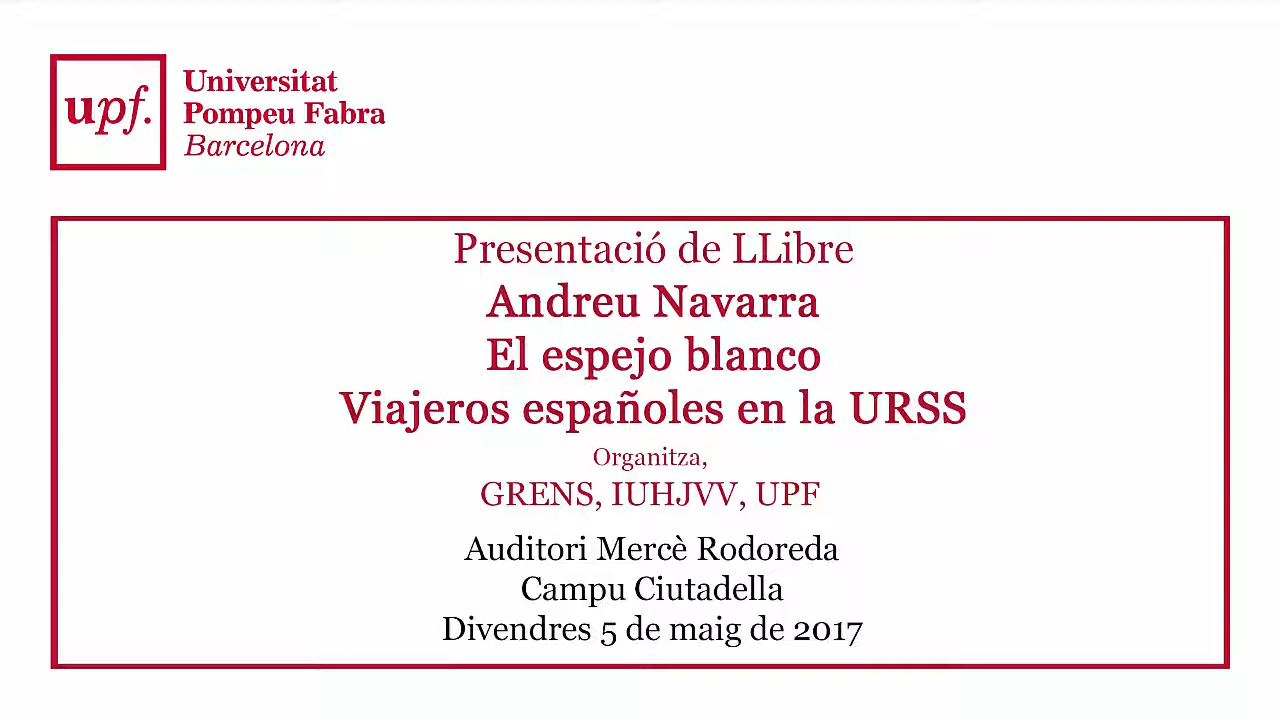 upf.
Universitat
Pompeu Fabra
Barcelona
Presentació de LLibre
Andreu Navarra
El espejo blanco
Viajeros españoles en la URSS
Organitza,
GRENS, IUHJVV, UPF
Auditori Mercè Rodoreda
Campu Ciutadella
Divendres 5 de maig de 2017